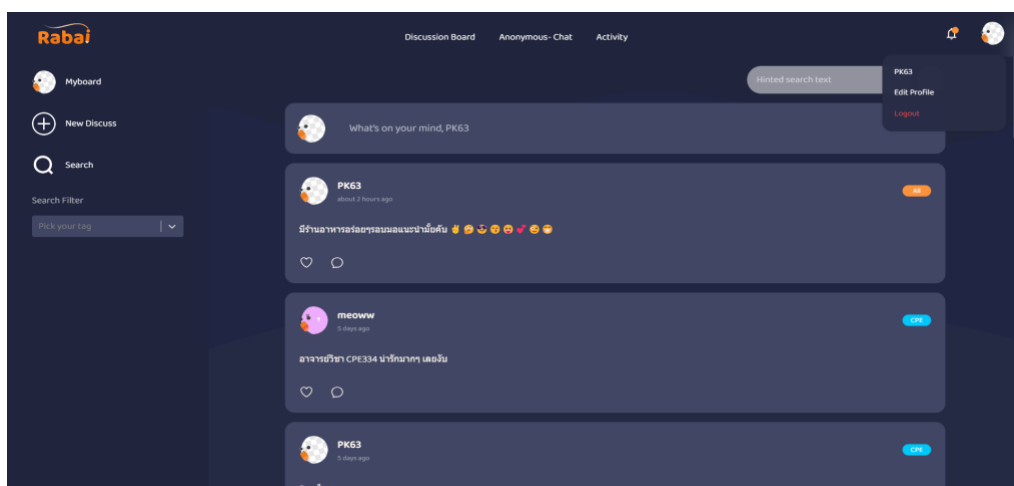 Rabai
Discussion Board
Anonymous- Chat
Activity
Myboard
New Discuss
Search
Search Filter
Pick your tag
Hinted search text
PK63
Edit Profile
Logout
What's on your mind, PK63
PK63
about 2 hours ago
All
มีร้านอาหารอร่อยๆรอบมอแนะนำมั้ยคับ
meoww
5 days ago
CPE
อาจารย์วิชา CPE334 น่ารักมากๆ เลยงับ
PK63
5 days ago
CPE